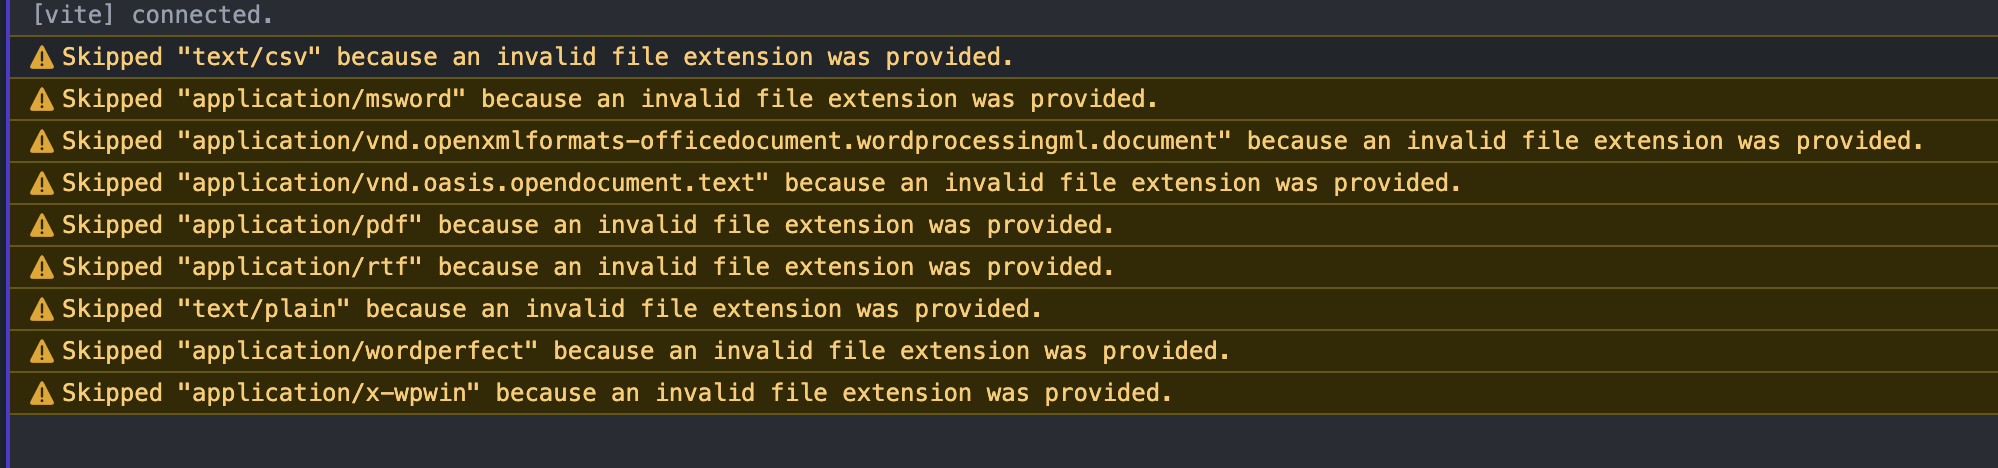 [vite] connected.
Skipped "text/csv" because an invalid file extension was provided.
Skipped "application/msword" because an invalid file extension was provided.
Skipped "application/vnd.openxmlformats-officedocument.wordprocessingml.document" because an invalid file extension was provided.
Skipped "application/vnd.oasis.opendocument.text" because an invalid file extension was provided.
Skipped "application/pdf" because an invalid file extension was provided.
Skipped "application/rtf" because an invalid file extension was provided.
Skipped "text/plain" because an invalid file extension was provided.
Skipped "application/wordperfect" because an invalid file extension was provided.
Skipped "application/x-wpwin" because an invalid file extension was provided.